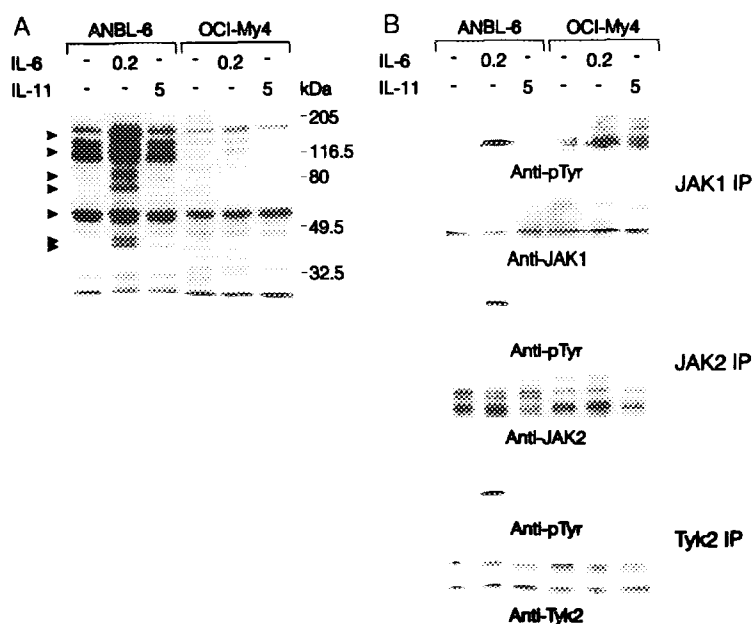 A
ANBL-6 OCI-My4
IL-6 - 0.2 - - 0.2 -
IL-11 - - 5 - - 5 kDa
-205
-116.5
-80
-49.5
-32.5
B
ANBL-6 OCI-My4
IL-6 - 0.2 - - 0.2 -
IL-11 - - 5 - - 5
Anti-pTyr
JAK1 IP
Anti-JAK1
Anti-pTyr
JAK2 IP
Anti-JAK2
Anti-pTyr
Tyk2 IP
Anti-Tyk2